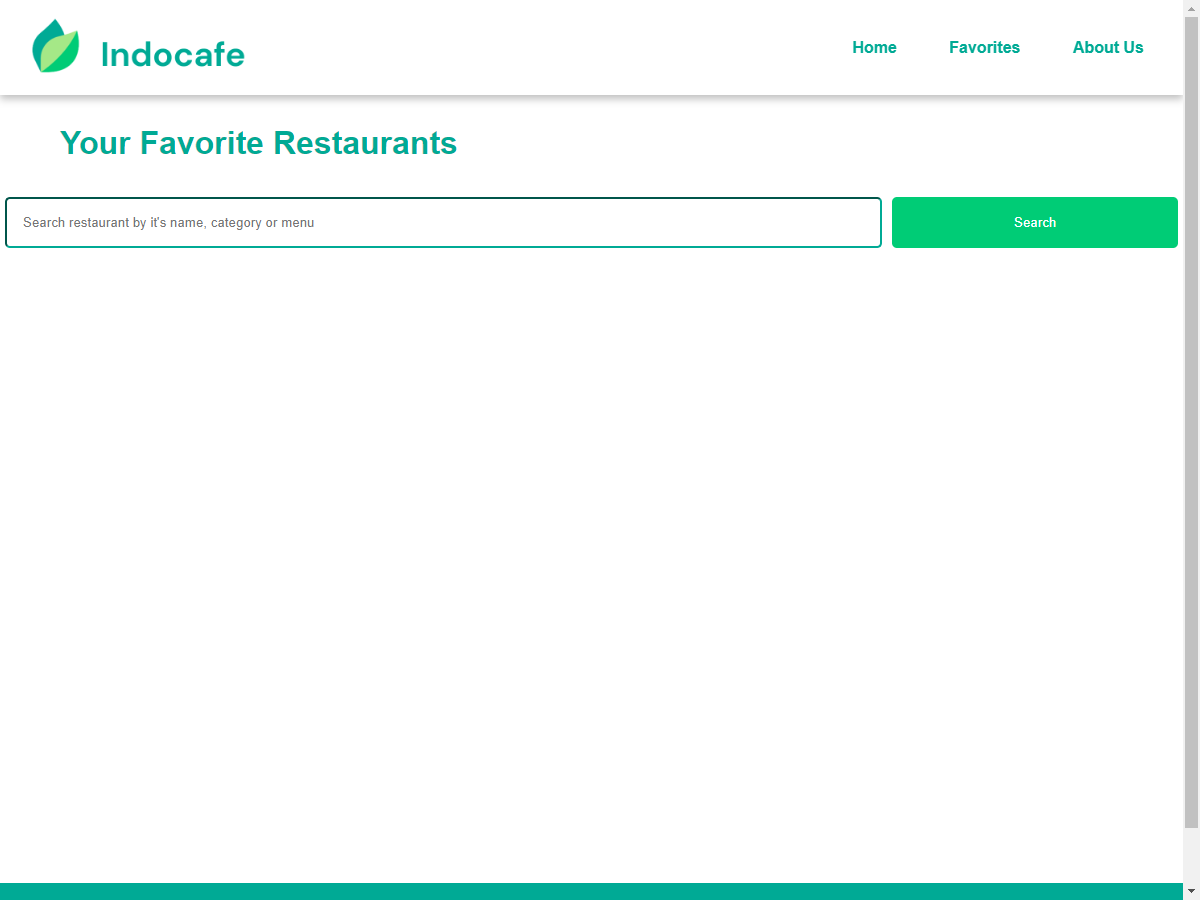 Indocafe
Home
Favorites
About Us
Your Favorite Restaurants
Search restaurant by it's name, category or menu
Search